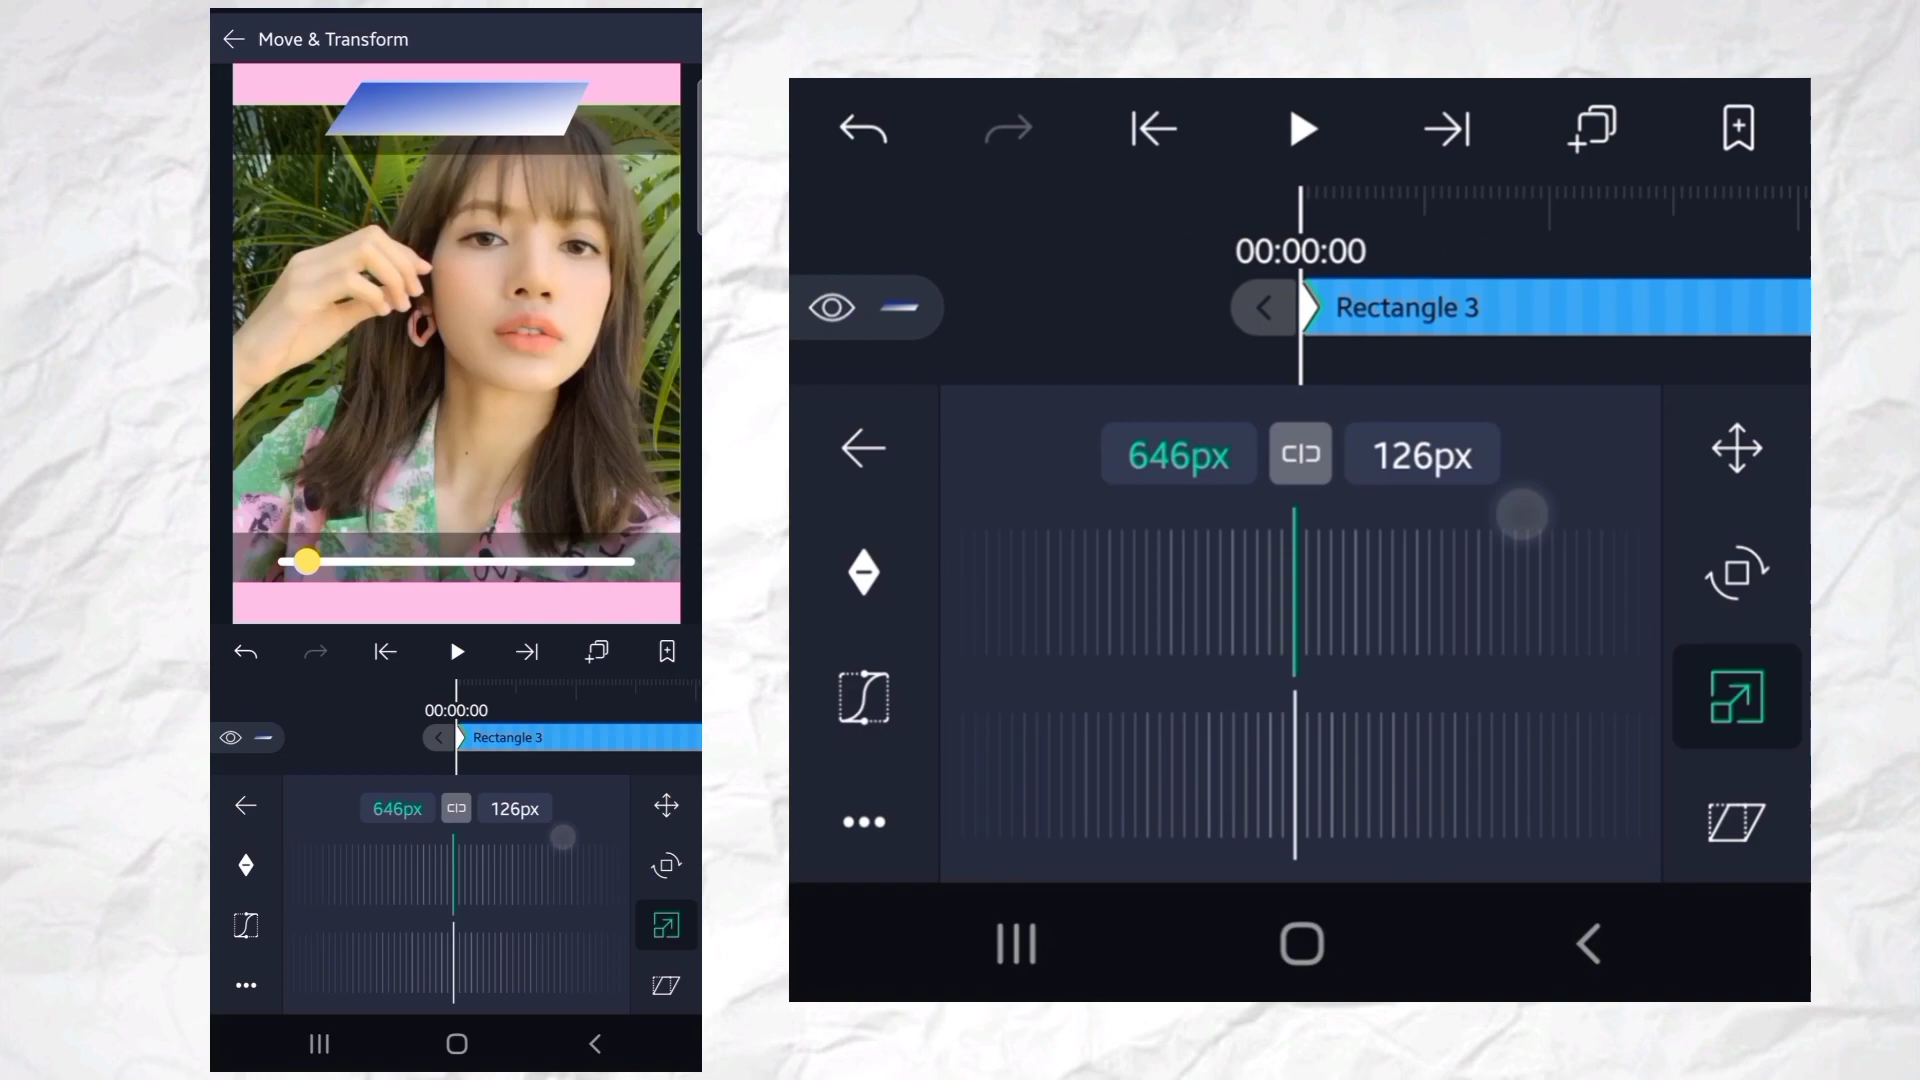 Move & Transform
00:00:00
Rectangle 3
646px
126px
00:00:00
Rectangle 3
646px
126px